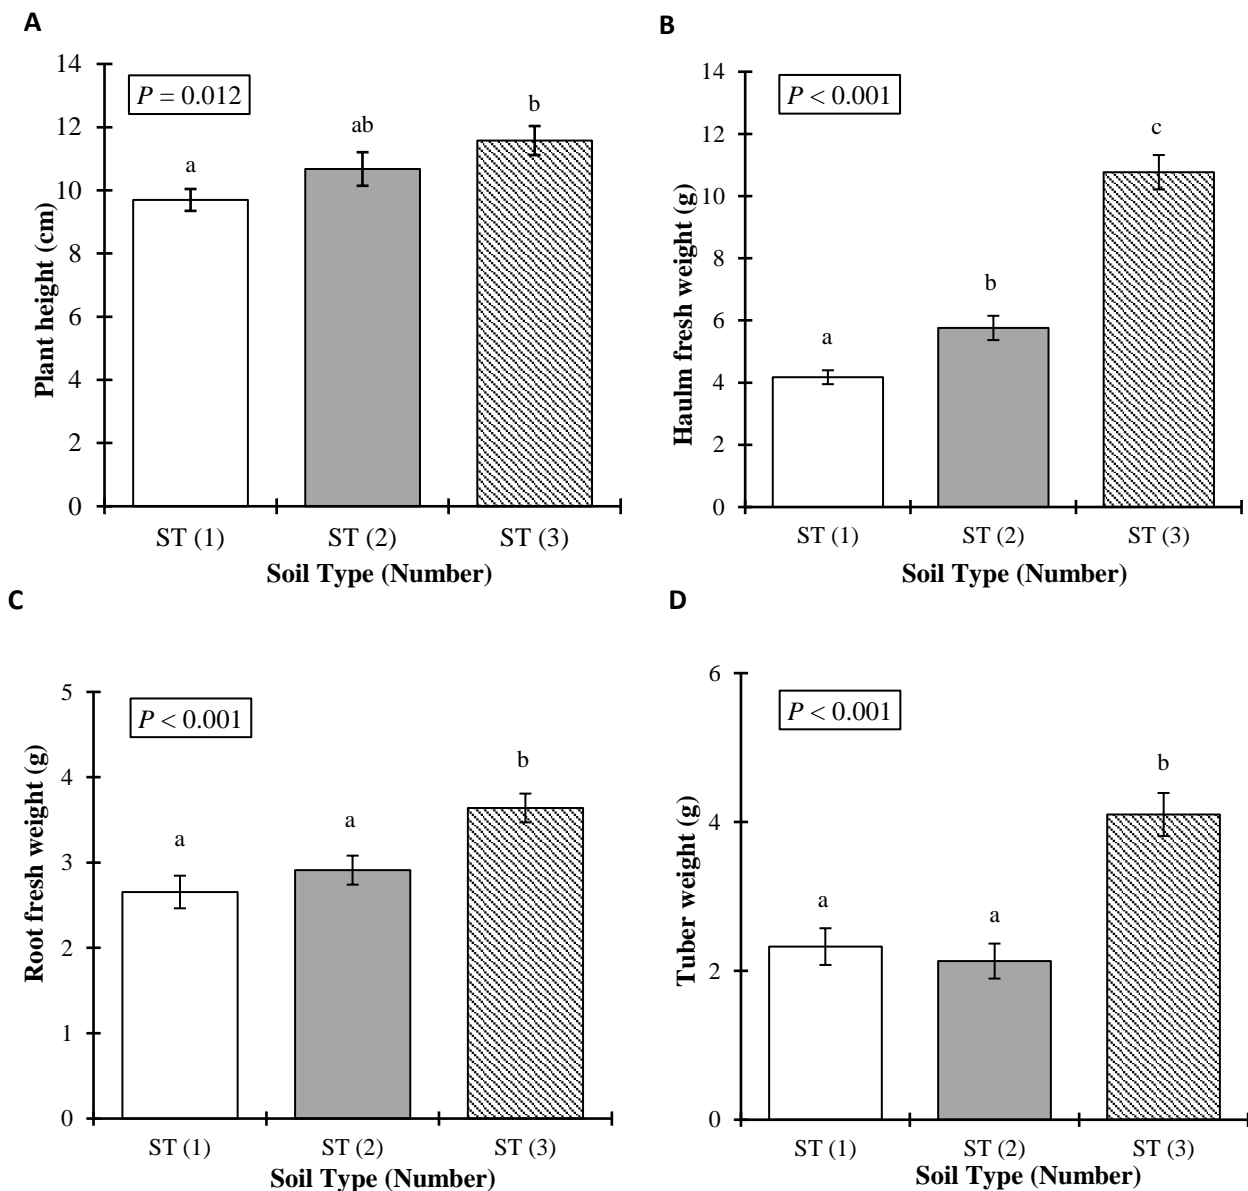 A
14
12
10
8
6
4
2
0
Plant height (cm)
P = 0.012
a
ab
b
ST (1) ST (2) ST (3)
Soil Type (Number)
B
14
12
10
8
6
4
2
0
Haulm fresh weight (g)
P < 0.001
a
b
c
ST (1) ST (2) ST (3)
Soil Type (Number)
C
5
4
3
2
1
0
Root fresh weight (g)
P < 0.001
a
a
b
ST (1) ST (2) ST (3)
Soil Type (Number)
D
6
4
2
0
Tuber weight (g)
P < 0.001
a
a
b
ST (1) ST (2) ST (3)
Soil Type (Number)